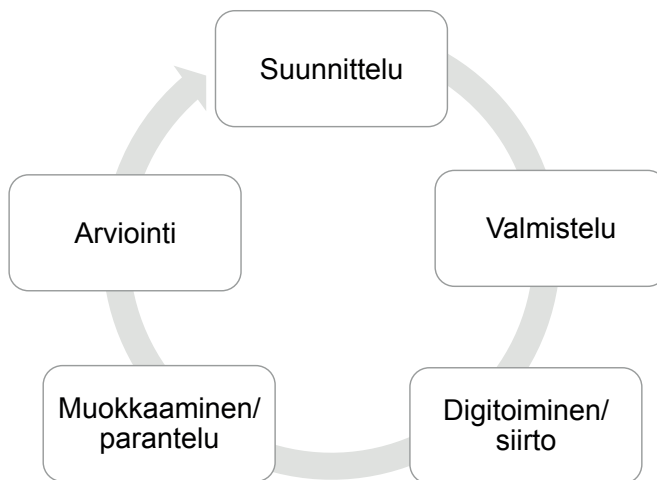 Suunnittelu
Valmistelu
Digitoiminen/
siirto
Muokkaaminen/
parantelu
Arviointi